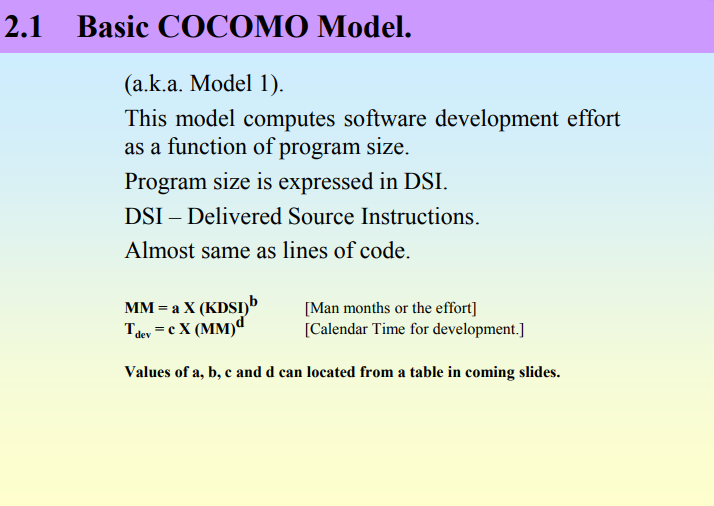 2.1 Basic COCOMO Model.
(a.k.a. Model 1).
This model computes software development effort
as a function of program size.
Program size is expressed in DSI.
DSI – Delivered Source Instructions.
Almost same as lines of code.
MM = a X (KDSI)b [Man months or the effort]
Tdev = c X (MM)d [Calendar Time for development.]
Values of a, b, c and d can located from a table in coming slides.